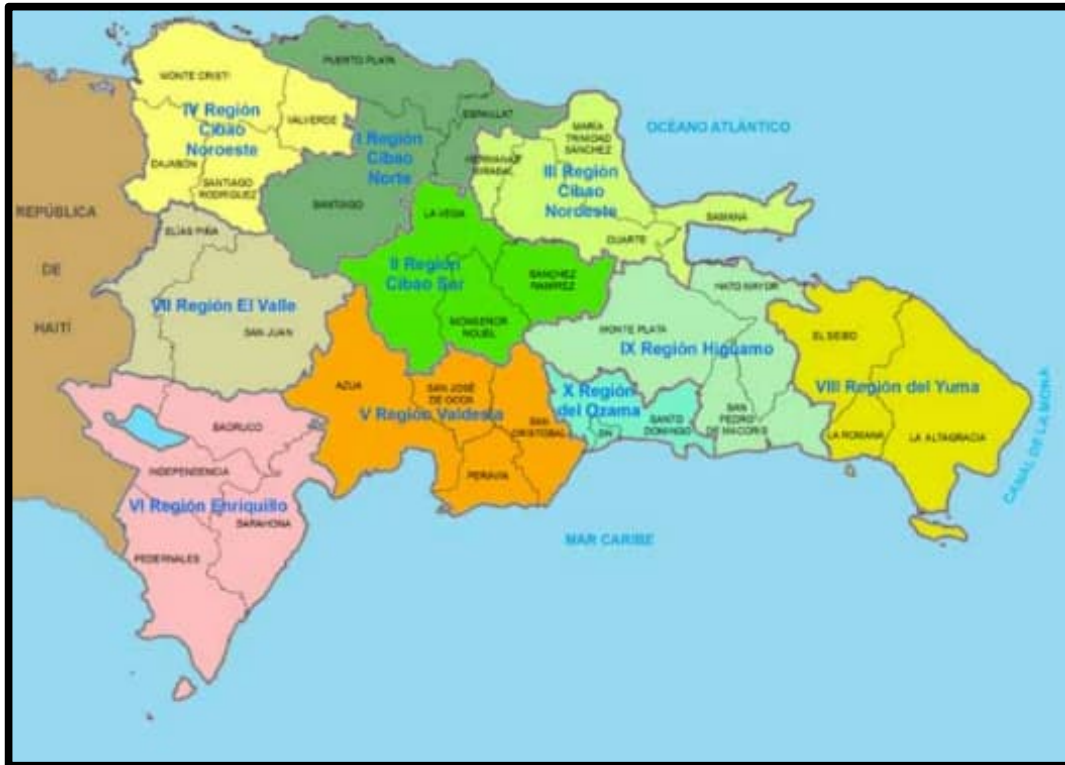 PUERTO PLATA
MONTE CRISTI
ESPAILLAT
IV Región
Cibao
Noroeste
VALVERDE
I Región
Cibao
Norte
MARÍA
TRINIDAD
SÁNCHEZ
OCÉANO ATLÁNTICO
DAJABÓN
HERMANAS
MIRABAL
III Región
Cibao
Nordeste
SANTIAGO
RODRÍGUEZ
SANTIAGO
LA VEGA
SAMANÁ
REPÚBLICA
DE
HAITÍ
ELÍAS PIÑA
DUARTE
II Región
Cibao Sur
SÁNCHEZ
RAMÍREZ
HATO MAYOR
VII Región El Valle
SAN JUAN
MONSEÑOR
NOUEL
MONTE PLATA
IX Región Higuamo
EL SEIBO
AZUA
SAN JOSÉ
DE OCOA
V Región Valdesia
X Región
del Ozama
VIII Región del Yuma
BAORUCO
SAN
CRISTÓBAL
DN
SANTO
DOMINGO
SAN
PEDRO
DE MACORÍS
LA ROMANA
LA ALTAGRACIA
INDEPENDENCIA
PERAVIA
CANAL DE LA MONA
VI Región Enriquillo
BARAHONA
MAR CARIBE
PEDERNALES